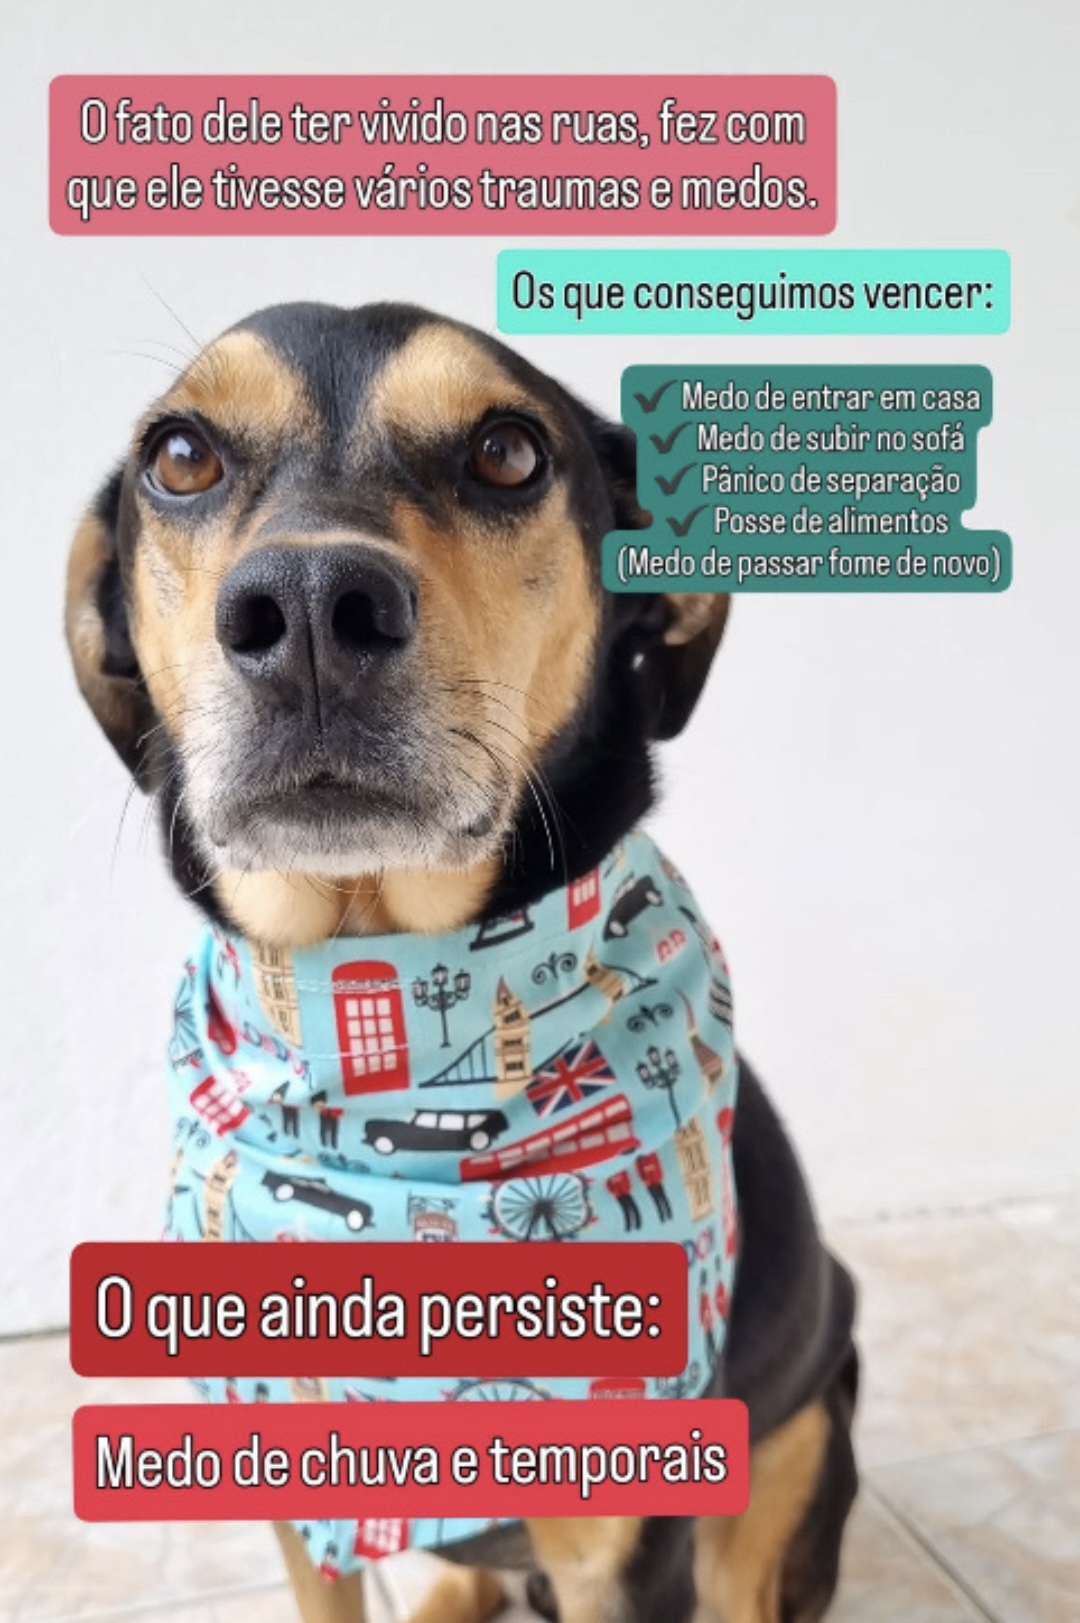 O fato dele ter vivido nas ruas, fez com
que ele tivesse vários traumas e medos.
Os que conseguimos vencer:
✔ Medo de entrar em casa
✔ Medo de subir no sofá
✔ Pânico de separação
✔ Posse de alimentos
(Medo de passar fome de novo)
O que ainda persiste:
Medo de chuva e temporais